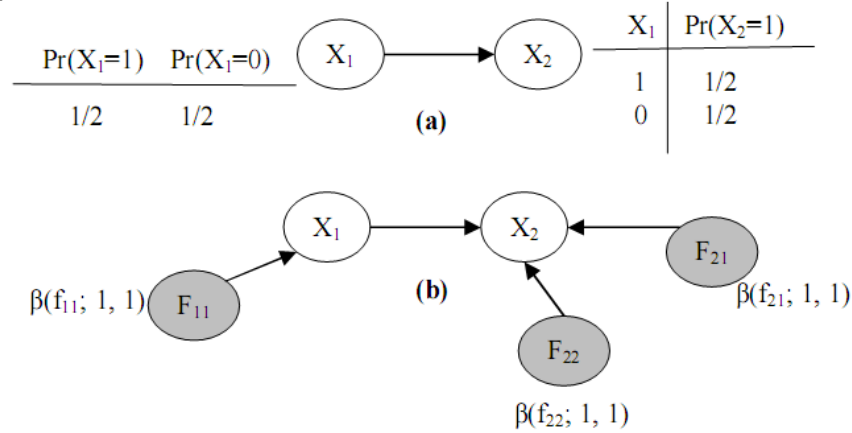 Pr(X₁=1) Pr(X₁=0)
1/2 1/2
X₁
X₂
X₁ Pr(X₂=1)
1 1/2
0 1/2
(a)
X₁
X₂
F₁₁
β(f₁₁; 1, 1)
F₂₁
β(f₂₁; 1, 1)
(b)
F₂₂
β(f₂₂; 1, 1)